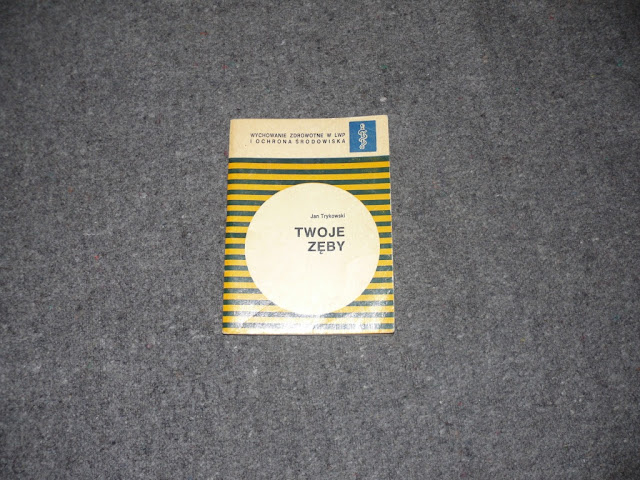 WYCHOWANIE ZDROWOTNE W LWP
I OCHRONA ŚRODOWISKA
Jan Trykowski
TWOJE
ZĘBY